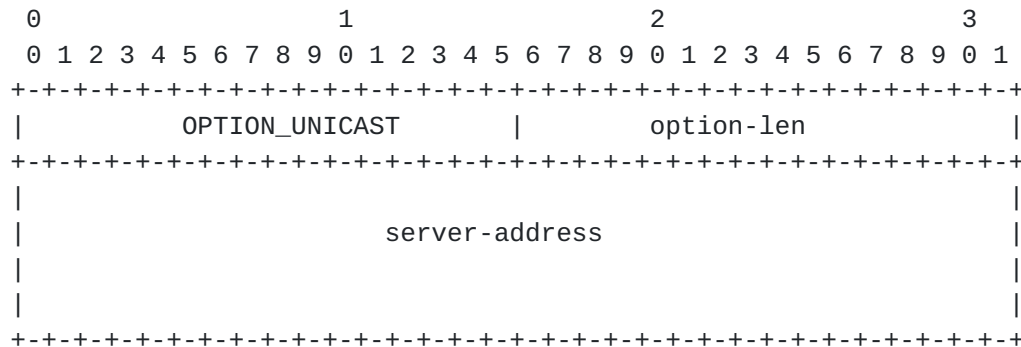 0                   1                   2                   3
 0 1 2 3 4 5 6 7 8 9 0 1 2 3 4 5 6 7 8 9 0 1 2 3 4 5 6 7 8 9 0 1
+-+-+-+-+-+-+-+-+-+-+-+-+-+-+-+-+-+-+-+-+-+-+-+-+-+-+-+-+-+-+-+-+
|          OPTION_UNICAST       |        option-len             |
+-+-+-+-+-+-+-+-+-+-+-+-+-+-+-+-+-+-+-+-+-+-+-+-+-+-+-+-+-+-+-+-+
|                                                               |
|                       server-address                          |
|                                                               |
|                                                               |
+-+-+-+-+-+-+-+-+-+-+-+-+-+-+-+-+-+-+-+-+-+-+-+-+-+-+-+-+-+-+-+-+